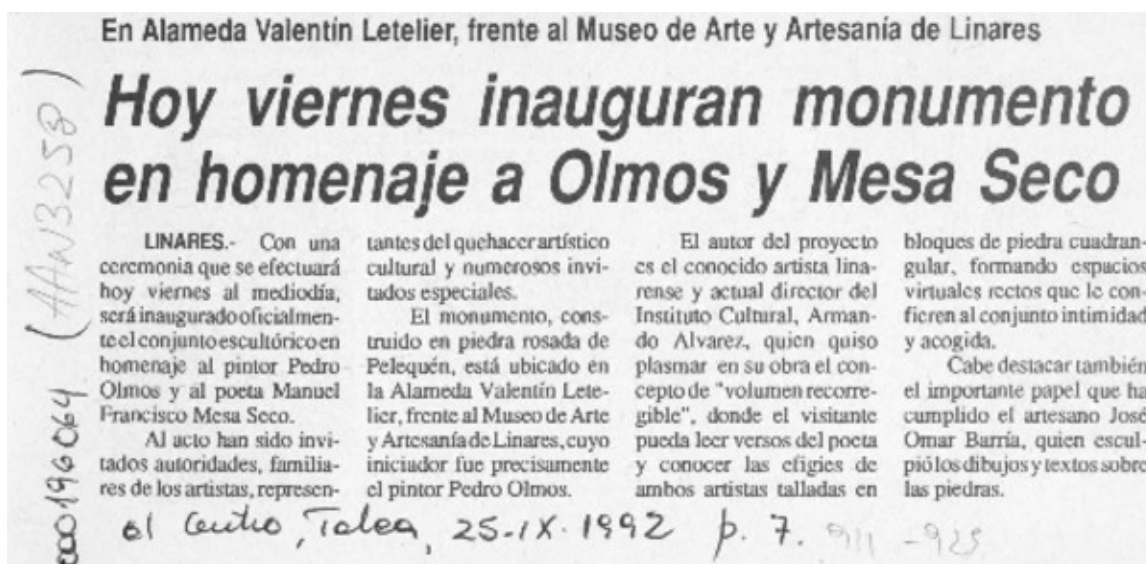 En Alameda Valentín Letelier, frente al Museo de Arte y Artesanía de Linares
Hoy viernes inauguran monumento
en homenaje a Olmos y Mesa Seco
LINARES.- Con una
ceremonia que se efectuará
hoy viernes al mediodía,
será inaugurado oficialmen-
te el conjunto escultórico en
homenaje al pintor Pedro
Olmos y al poeta Manuel
Francisco Mesa Seco.
Al acto han sido invi-
tados autoridades, familia-
res de los artistas, represen-
tantes del quehacer artístico
cultural y numerosos invi-
tados especiales.
El monumento, cons-
truido en piedra rosada de
Pelequén, está ubicado en
la Alameda Valentín Lete-
lier, frente al Museo de Arte
y Artesanía de Linares, cuyo
iniciador fue precisamente
el pintor Pedro Olmos.
El autor del proyecto
es el conocido artista lina-
rense y actual director del
Instituto Cultural, Arman-
do Alvarez, quien quiso
plasmar en su obra el con-
cepto de "volumen recorre-
gible", donde el visitante
pueda leer versos del poeta
y conocer las efigies de
ambos artistas talladas en
bloques de piedra cuadran-
gular, formando espacios
virtuales rectos que le con-
fieren al conjunto intimidad
y acogida.
Cabe destacar también
el importante papel que ha
cumplido el artesano José
Omar Barría, quien escul-
pió los dibujos y textos sobre
las piedras.
el Centro, Talca, 25-IX-1992 p. 7.
000196064 (AAN3258)